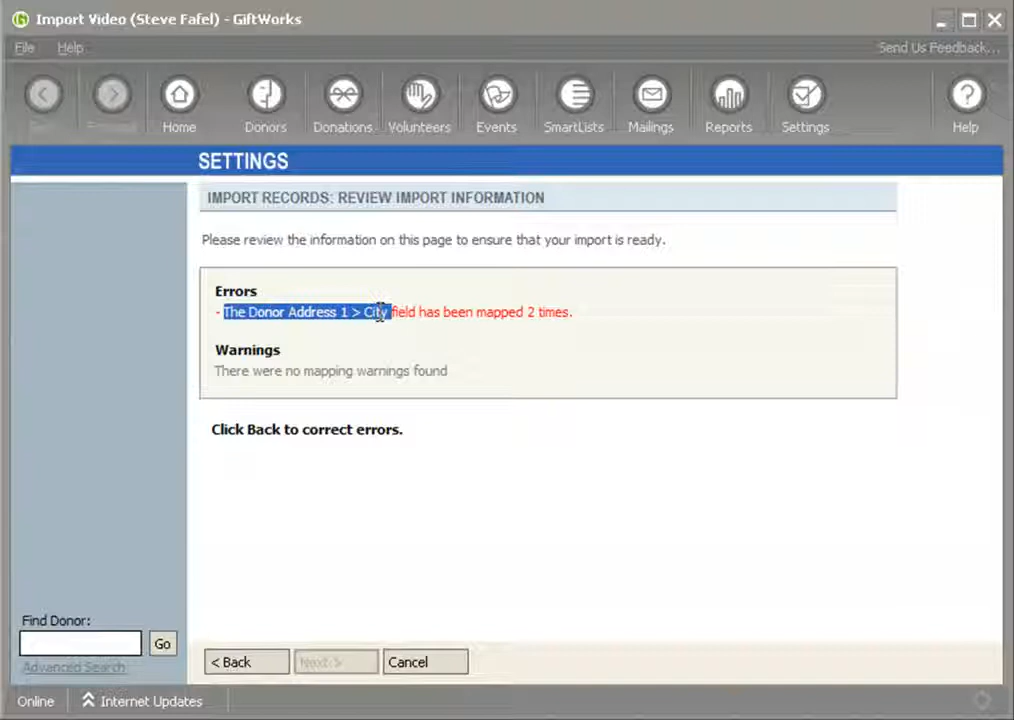 Import Video (Steve Fafel) - GiftWorks
File Help Send Us Feedback...
Home Donors Donations Volunteers Events SmartLists Mailings Reports Settings Help
SETTINGS
IMPORT RECORDS: REVIEW IMPORT INFORMATION
Please review the information on this page to ensure that your import is ready.
Errors
- The Donor Address 1 > City field has been mapped 2 times.
Warnings
There were no mapping warnings found
Click Back to correct errors.
Find Donor:
Go
Advanced Search
< Back Next > Cancel
Online Internet Updates